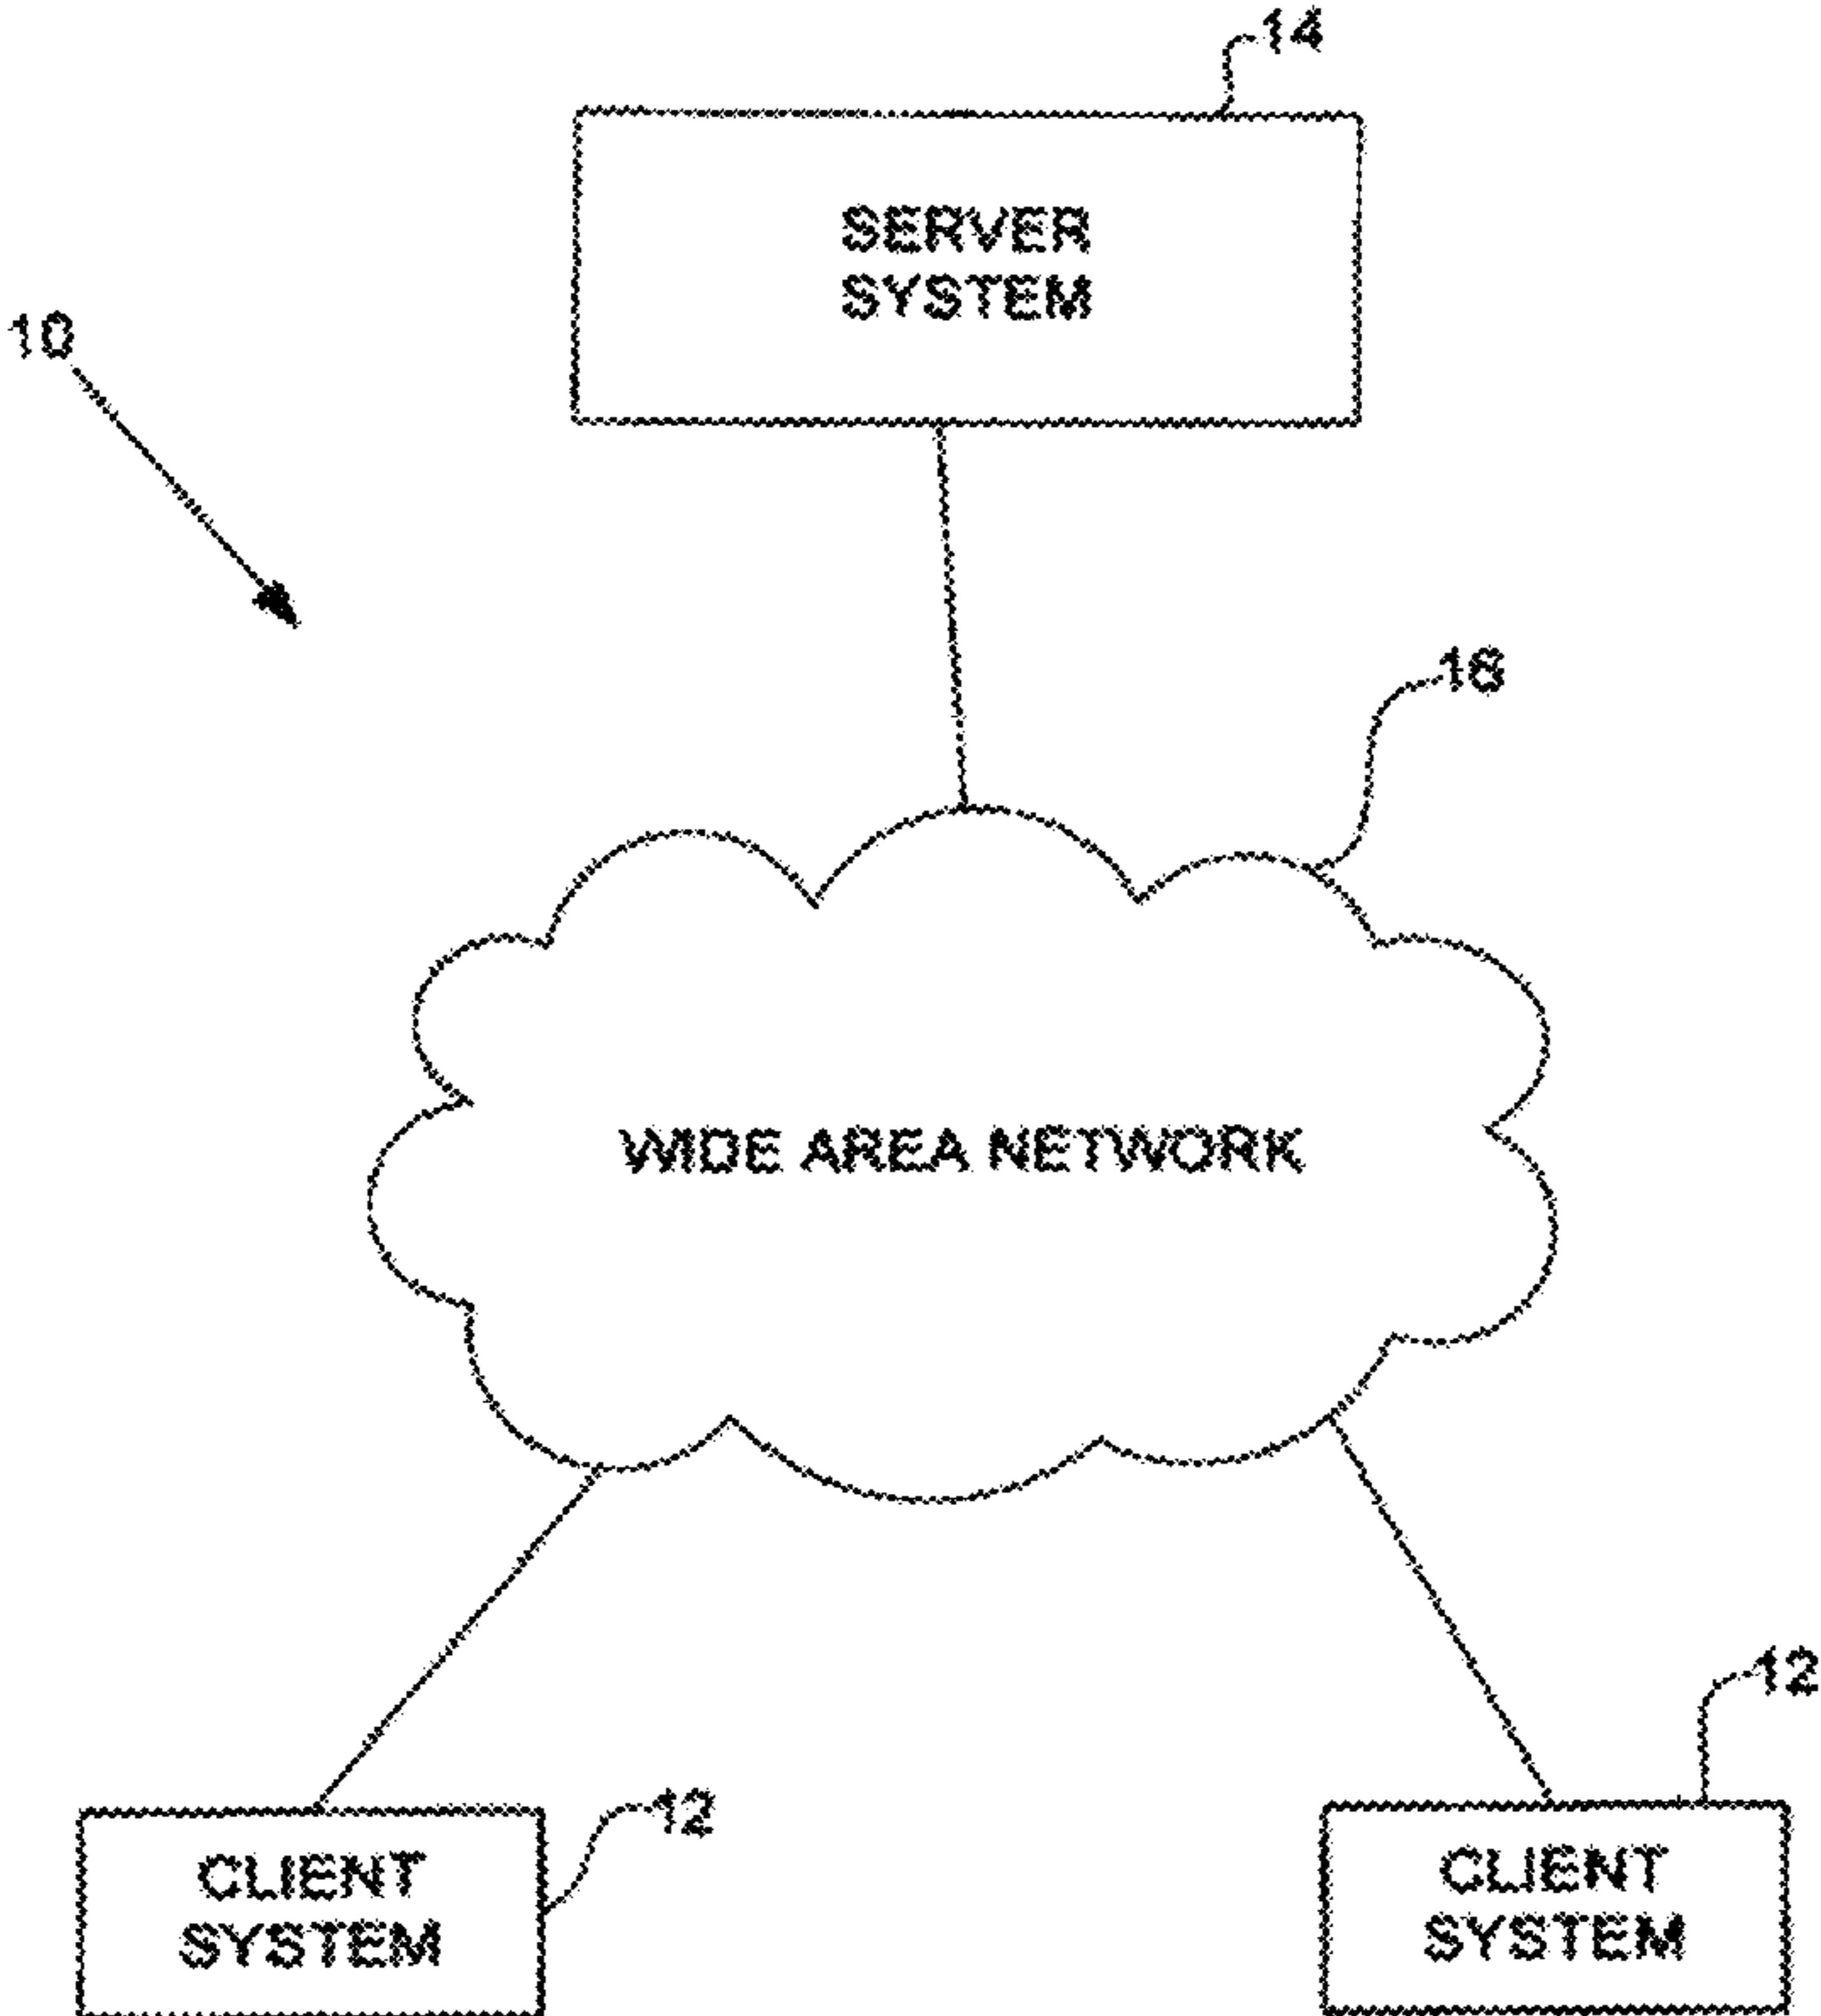 14
SERVER
SYSTEM
10
16
WIDE AREA NETWORK
12
12
CLIENT
SYSTEM
CLIENT
SYSTEM